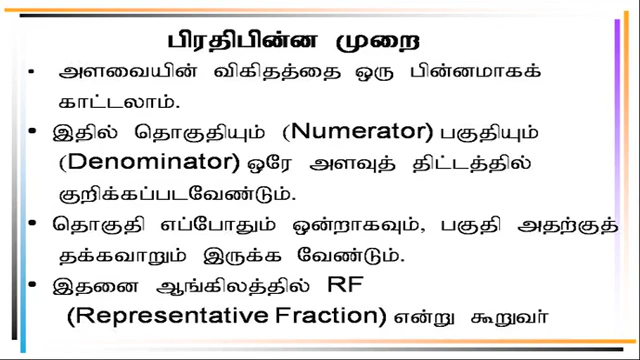 பிரதிபின்ன முறை
• அளவையின் விகிதத்தை ஒரு பின்னமாகக்
காட்டலாம்.
• இதில் தொகுதியும் (Numerator) பகுதியும்
(Denominator) ஒரே அளவுத் திட்டத்தில்
குறிக்கப்படவேண்டும்.
• தொகுதி எப்போதும் ஒன்றாகவும், பகுதி அதற்குத்
தக்கவாறும் இருக்க வேண்டும்.
• இதனை ஆங்கிலத்தில் RF
(Representative Fraction) என்று கூறுவர்